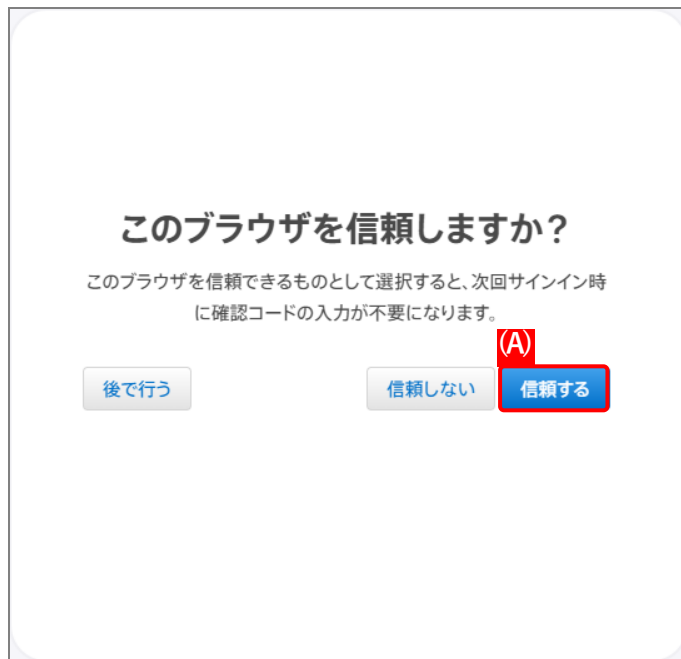 このブラウザを信頼しますか？
このブラウザを信頼できるものとして選択すると、次回サインイン時
に確認コードの入力が不要になります。
(A)
後で行う
信頼しない
信頼する